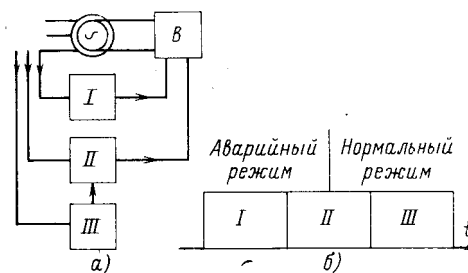 В
I
II
III
а)
Аварийный режим
Нормальный режим
I
II
III
t
б)